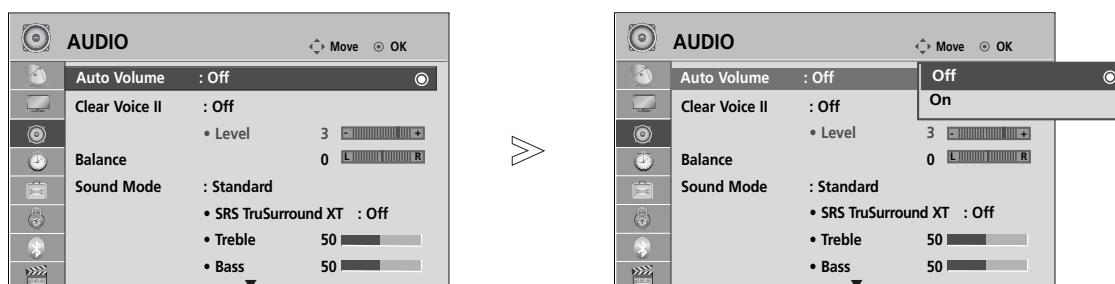 AUDIO
Move OK
Auto Volume : Off
Clear Voice II : Off
• Level 3 - +
Balance 0 L R
Sound Mode : Standard
• SRS TruSurround XT : Off
• Treble 50
• Bass 50
AUDIO
Move OK
Auto Volume : Off
Off
On
Clear Voice II : Off
• Level 3 - +
Balance 0 L R
Sound Mode : Standard
• SRS TruSurround XT : Off
• Treble 50
• Bass 50